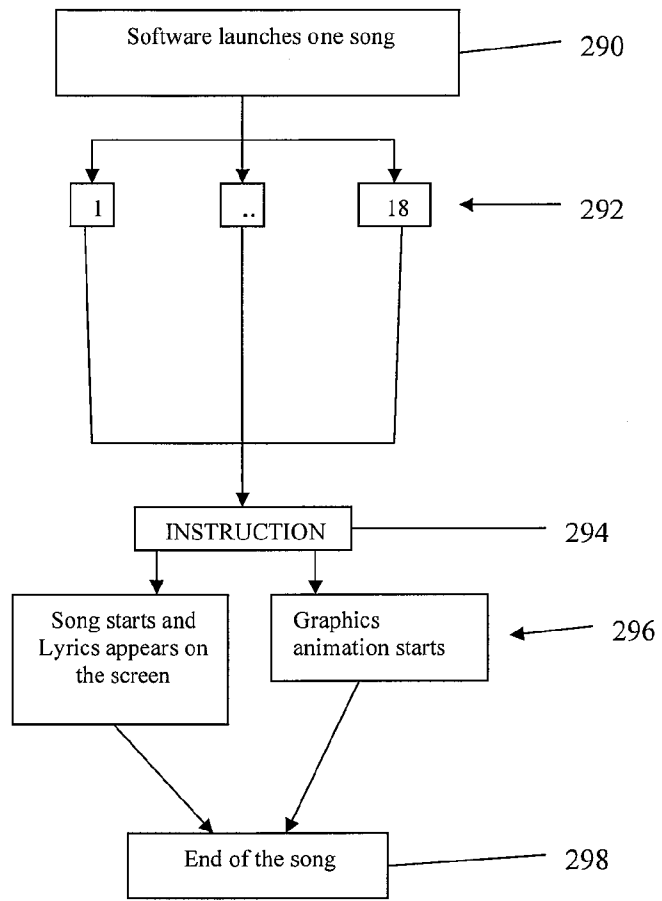 Software launches one song
290
1
..
18
292
INSTRUCTION
294
Song starts and
Lyrics appears on
the screen
Graphics
animation starts
296
End of the song
298